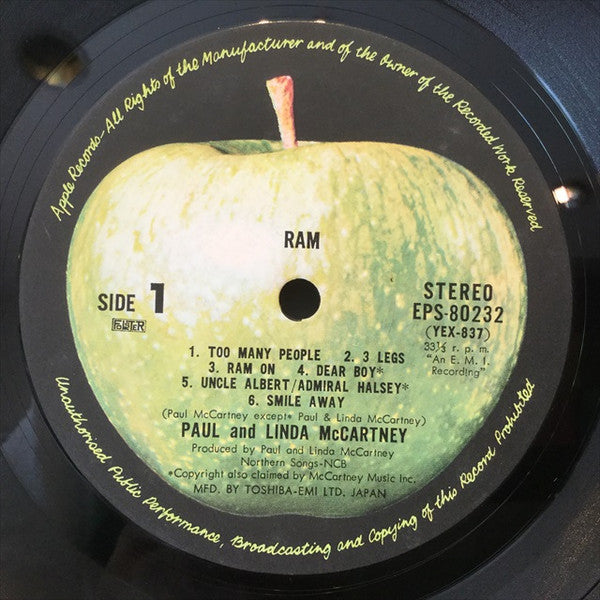 Apple Records-All Rights of the Manufacturer and of the Owner of the Recorded Work Reserved
RAM
SIDE 1
STEREO
EPS-80232
(YEX-837)
33⅓ r. p. m.
"An E. M. I.
Recording"
1. TOO MANY PEOPLE 2. 3 LEGS
3. RAM ON 4. DEAR BOY*
5. UNCLE ALBERT/ADMIRAL HALSEY*
6. SMILE AWAY
(Paul McCartney except* Paul & Linda McCartney)
PAUL and LINDA McCARTNEY
Produced by Paul and Linda McCartney
Northern Songs-NCB
*Copyright also claimed by McCartney Music Inc.
MFD. BY TOSHIBA-EMI LTD. JAPAN
Unauthorised Public Performance, Broadcasting and Copying of this Record Prohibited